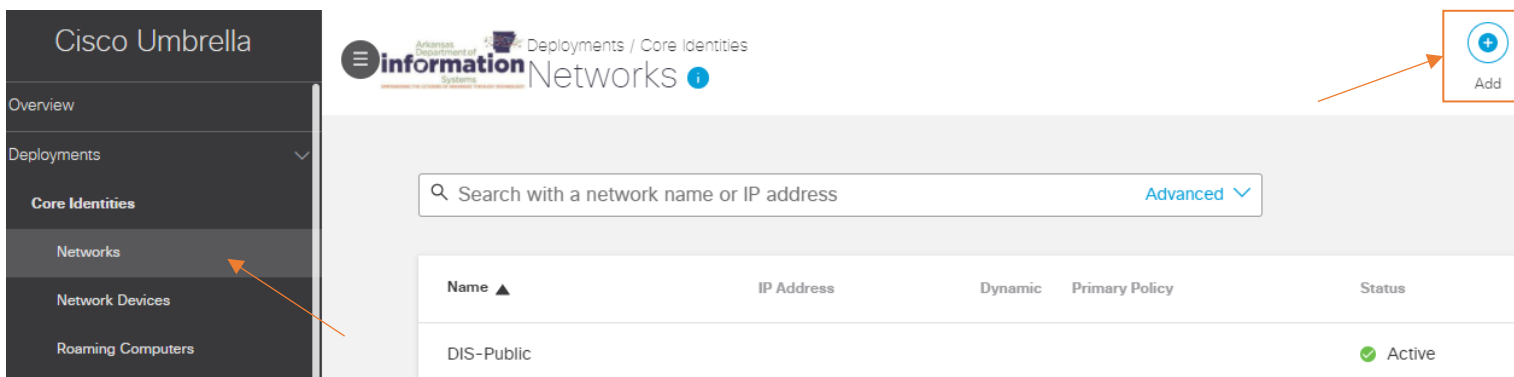 Cisco Umbrella
Overview
Deployments
Core Identities
Networks
Network Devices
Roaming Computers
Arkansas
Department of
information
Systems
Deployments / Core Identities
Networks
Add
Search with a network name or IP address
Advanced
Name
IP Address
Dynamic
Primary Policy
Status
DIS-Public
Active